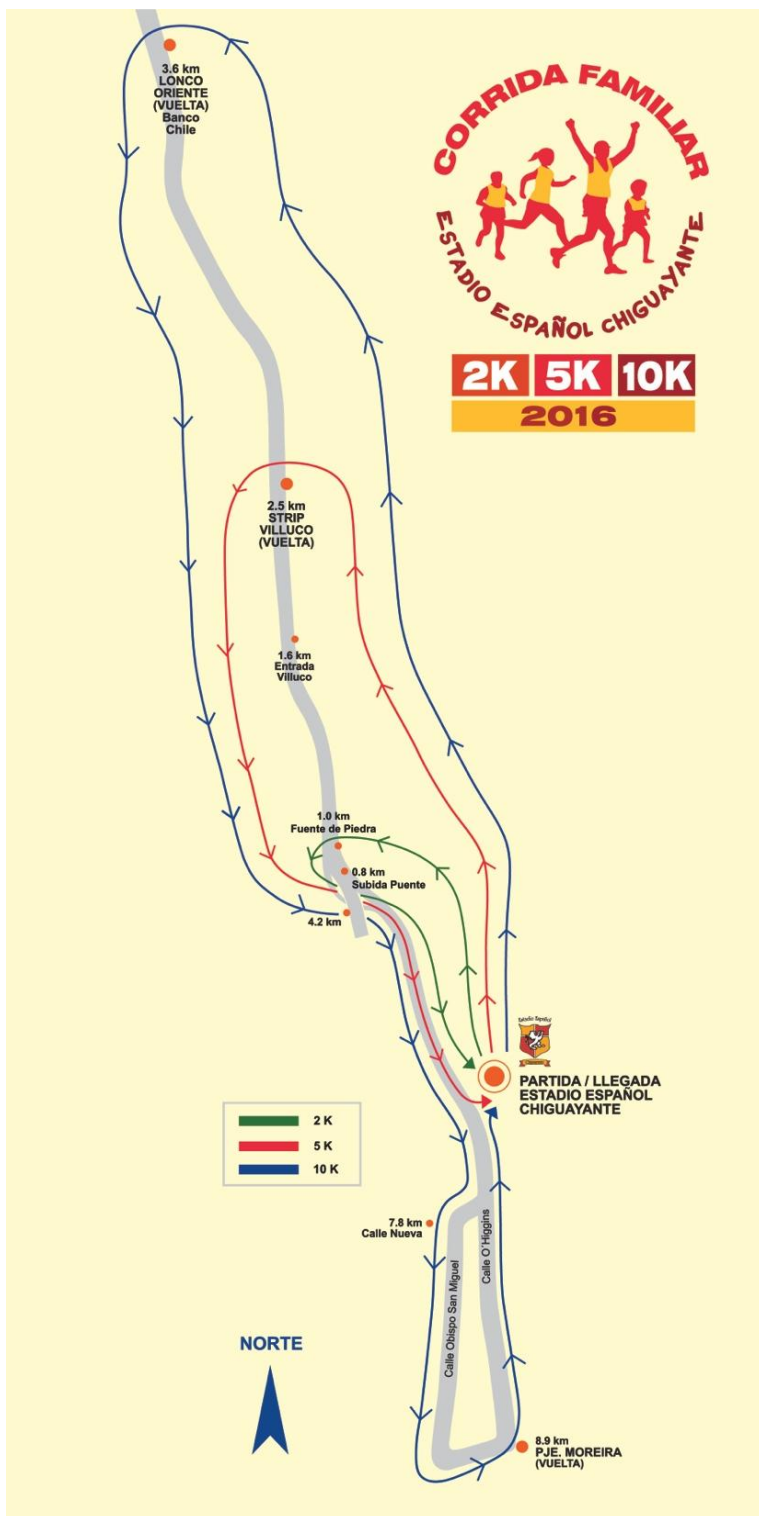 3.6 km
LONCO
ORIENTE
(VUELTA)
Banco
Chile
CORRIDA FAMILIAR
ESTADIO ESPAÑOL CHIGUAYANTE
2K 5K 10K
2016
2.5 km
STRIP
VILLUCO
(VUELTA)
1.6 km
Entrada
Villuco
1.0 km
Fuente de Piedra
0.8 km
Subida Puente
4.2 km
Estadio Español
PARTIDA / LLEGADA
ESTADIO ESPAÑOL
CHIGUAYANTE
2 K
5 K
10 K
7.8 km
Calle Nueva
Calle Obispo San Miguel
Calle O´Higgins
NORTE
8.9 km
PJE. MOREIRA
(VUELTA)